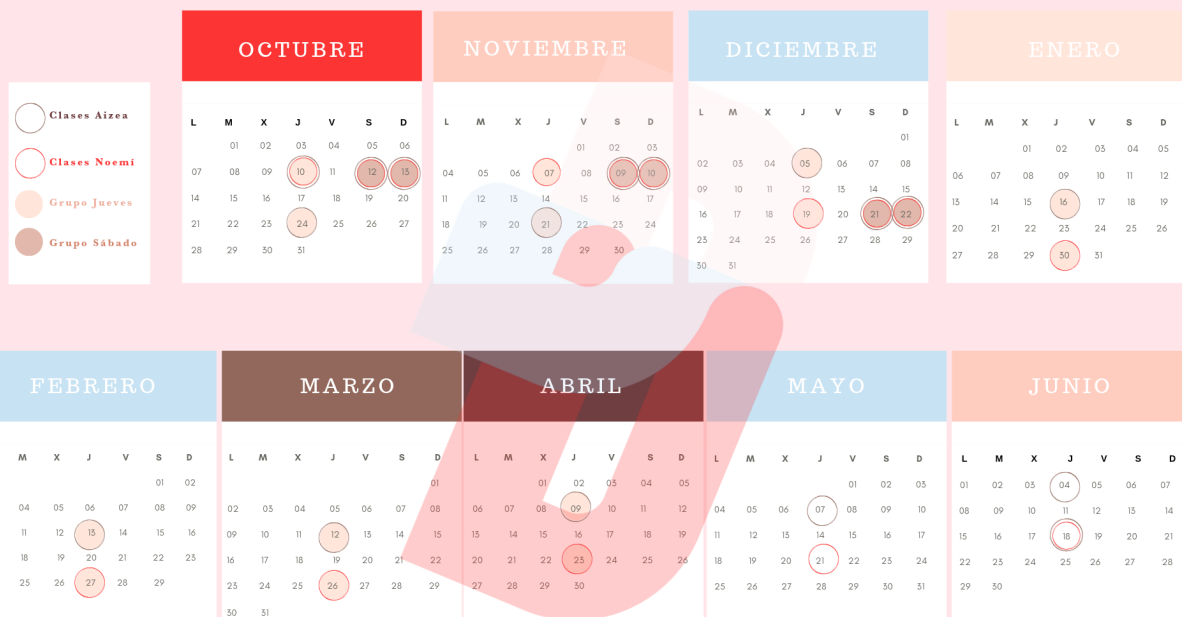 Clases Aizea
Clases Noemí
Grupo Jueves
Grupo Sábado
OCTUBRE
L M X J V S D
01 02 03 04 05 06
07 08 09 10 11 12 13
14 15 16 17 18 19 20
21 22 23 24 25 26 27
28 29 30 31
NOVIEMBRE
L M X J V S D
01 02 03
04 05 06 07 08 09 10
11 12 13 14 15 16 17
18 19 20 21 22 23 24
25 26 27 28 29 30
DICIEMBRE
L M X J V S D
01
02 03 04 05 06 07 08
09 10 11 12 13 14 15
16 17 18 19 20 21 22
23 24 25 26 27 28 29
30 31
ENERO
L M X J V S D
01 02 03 04 05
06 07 08 09 10 11 12
13 14 15 16 17 18 19
20 21 22 23 24 25 26
27 28 29 30 31
FEBRERO
M X J V S D
01 02
04 05 06 07 08 09
11 12 13 14 15 16
18 19 20 21 22 23
25 26 27 28 29
MARZO
L M X J V S D
01
02 03 04 05 06 07 08
09 10 11 12 13 14 15
16 17 18 19 20 21 22
23 24 25 26 27 28 29
30 31
ABRIL
L M X J V S D
01 02 03 04 05
06 07 08 09 10 11 12
13 14 15 16 17 18 19
20 21 22 23 24 25 26
27 28 29 30
MAYO
L M X J V S D
01 02 03
04 05 06 07 08 09 10
11 12 13 14 15 16 17
18 19 20 21 22 23 24
25 26 27 28 29 30 31
JUNIO
L M X J V S D
01 02 03 04 05 06 07
08 09 10 11 12 13 14
15 16 17 18 19 20 21
22 23 24 25 26 27 28
29 30